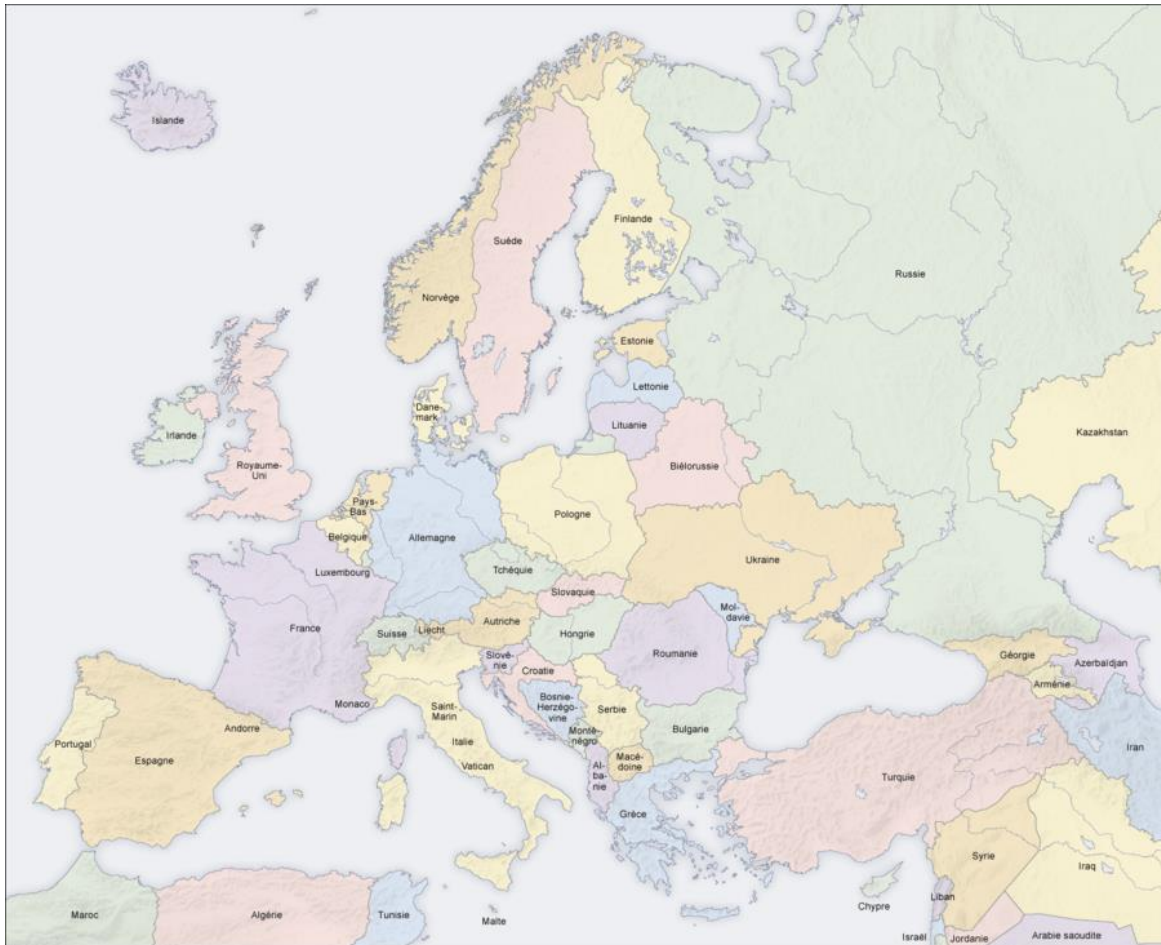 Islande
Finlande
Suède
Russie
Norvège
Estonie
Lettonie
Dane-
mark
Lituanie
Kazakhstan
Irlande
Royaume-
Uni
Biélorussie
Pays-
Bas
Pologne
Belgique
Allemagne
Ukraine
Luxembourg
Tchéquie
Slovaquie
Mol-
davie
Autriche
France
Suisse
Liecht
Hongrie
Roumanie
Slové-
nie
Croatie
Géorgie
Azerbaïdjan
Arménie
Monaco
Saint-
Marin
Bosnie-
Herzégo-
vine
Serbie
Andorre
Monté-
négro
Bulgarie
Portugal
Espagne
Italie
Vatican
Macé-
doine
Al-
ba-
nie
Iran
Turquie
Grèce
Syrie
Iraq
Liban
Chypre
Maroc
Algérie
Tunisie
Malte
Israël
Jordanie
Arabie saoudite